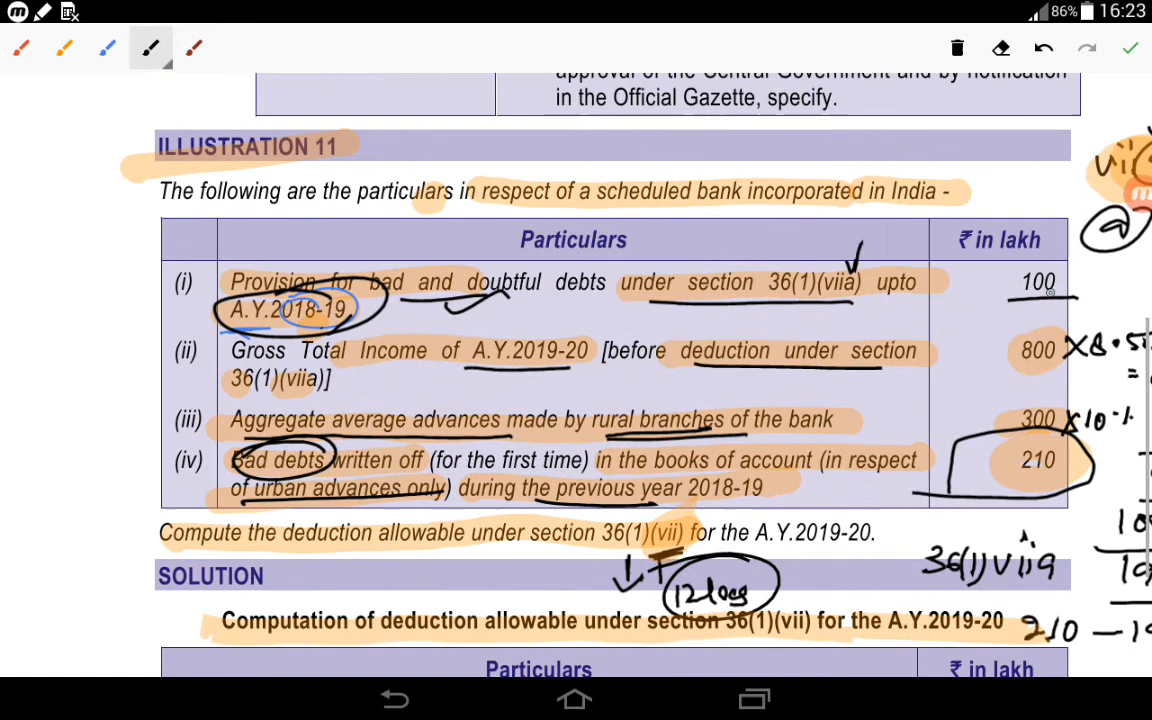 86% 16:23
approval of the Central Government and by notification
in the Official Gazette, specify.
ILLUSTRATION 11
The following are the particulars in respect of a scheduled bank incorporated in India -
Particulars ₹ in lakh
(i) Provision for bad and doubtful debts under section 36(1)(viia) upto 100
A.Y.2018-19
(ii) Gross Total Income of A.Y.2019-20 [before deduction under section 800 X8.5
36(1)(viia)]
(iii) Aggregate average advances made by rural branches of the bank 300 X10%
(iv) Bad debts written off (for the first time) in the books of account (in respect 210
of urban advances only) during the previous year 2018-19
Compute the deduction allowable under section 36(1)(vii) for the A.Y.2019-20.
36(1)viia
SOLUTION
12 lacs
Computation of deduction allowable under section 36(1)(vii) for the A.Y.2019-20
210 —
Particulars ₹ in lakh